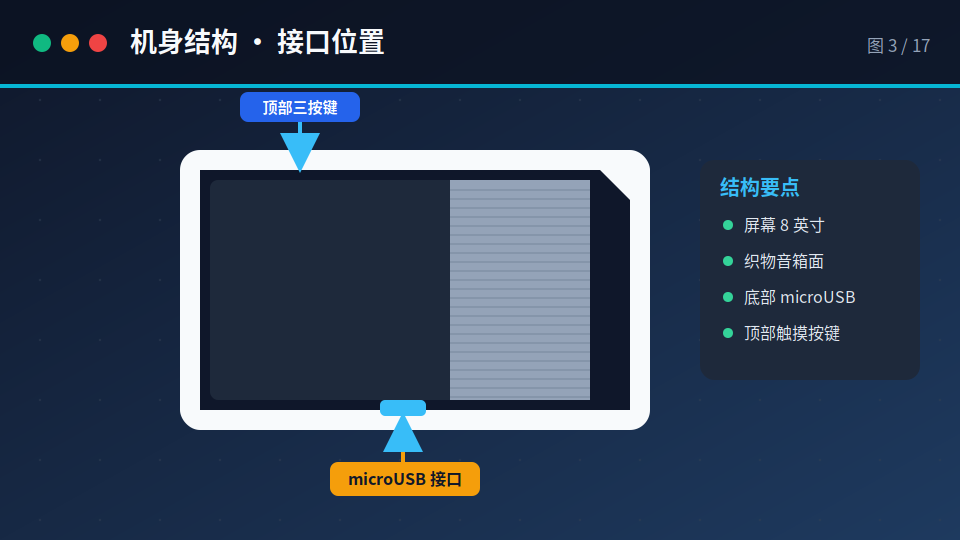 机身结构 · 接口位置
图 3 / 17
顶部三按键
结构要点
屏幕 8 英寸
织物音箱面
底部 microUSB
顶部触摸按键
microUSB 接口